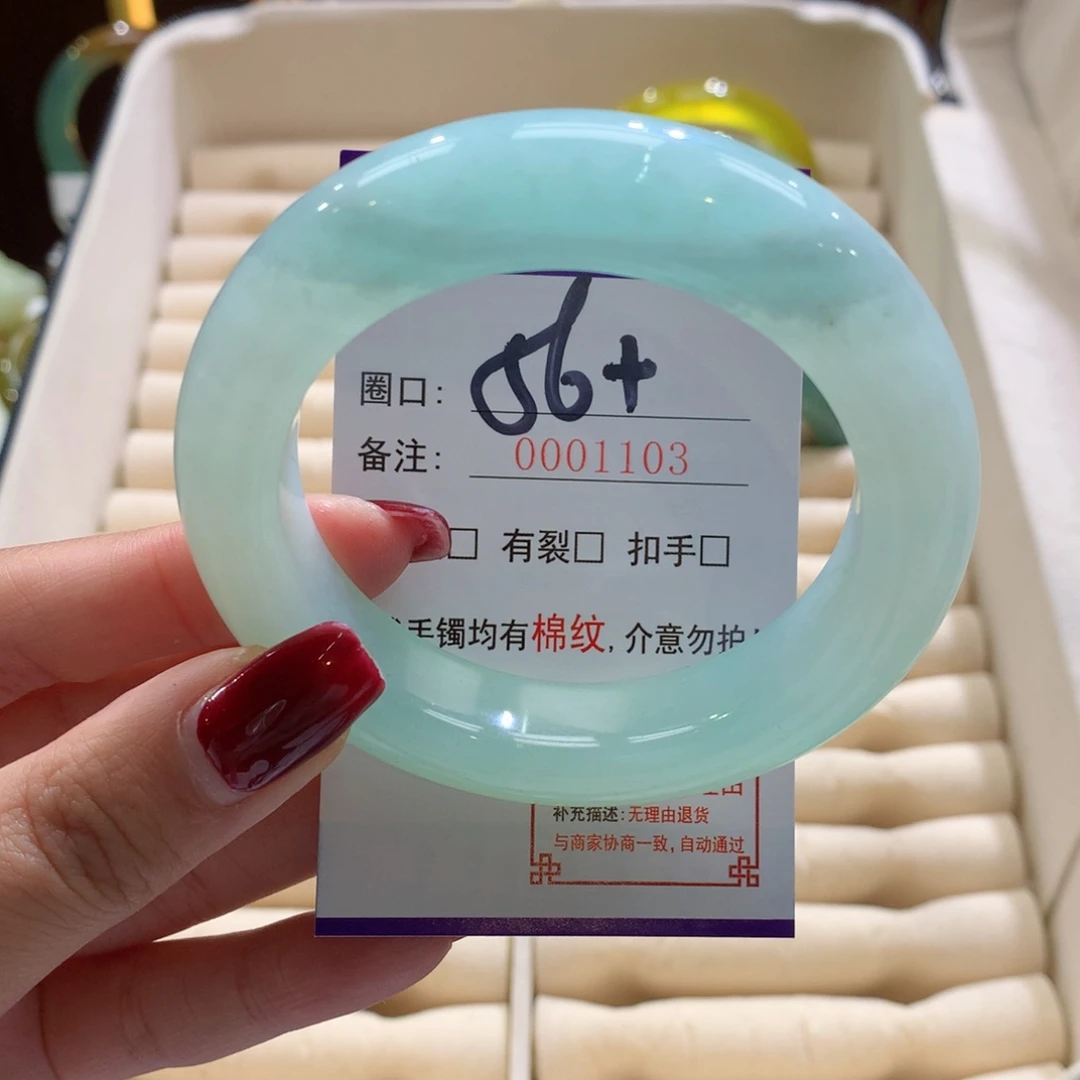 圈口: 56+
备注: 0001103
□ 有裂□ 扣手□
手镯均有棉纹, 介意勿拍
补充描述:无理由退货
与商家协商一致, 自动通过